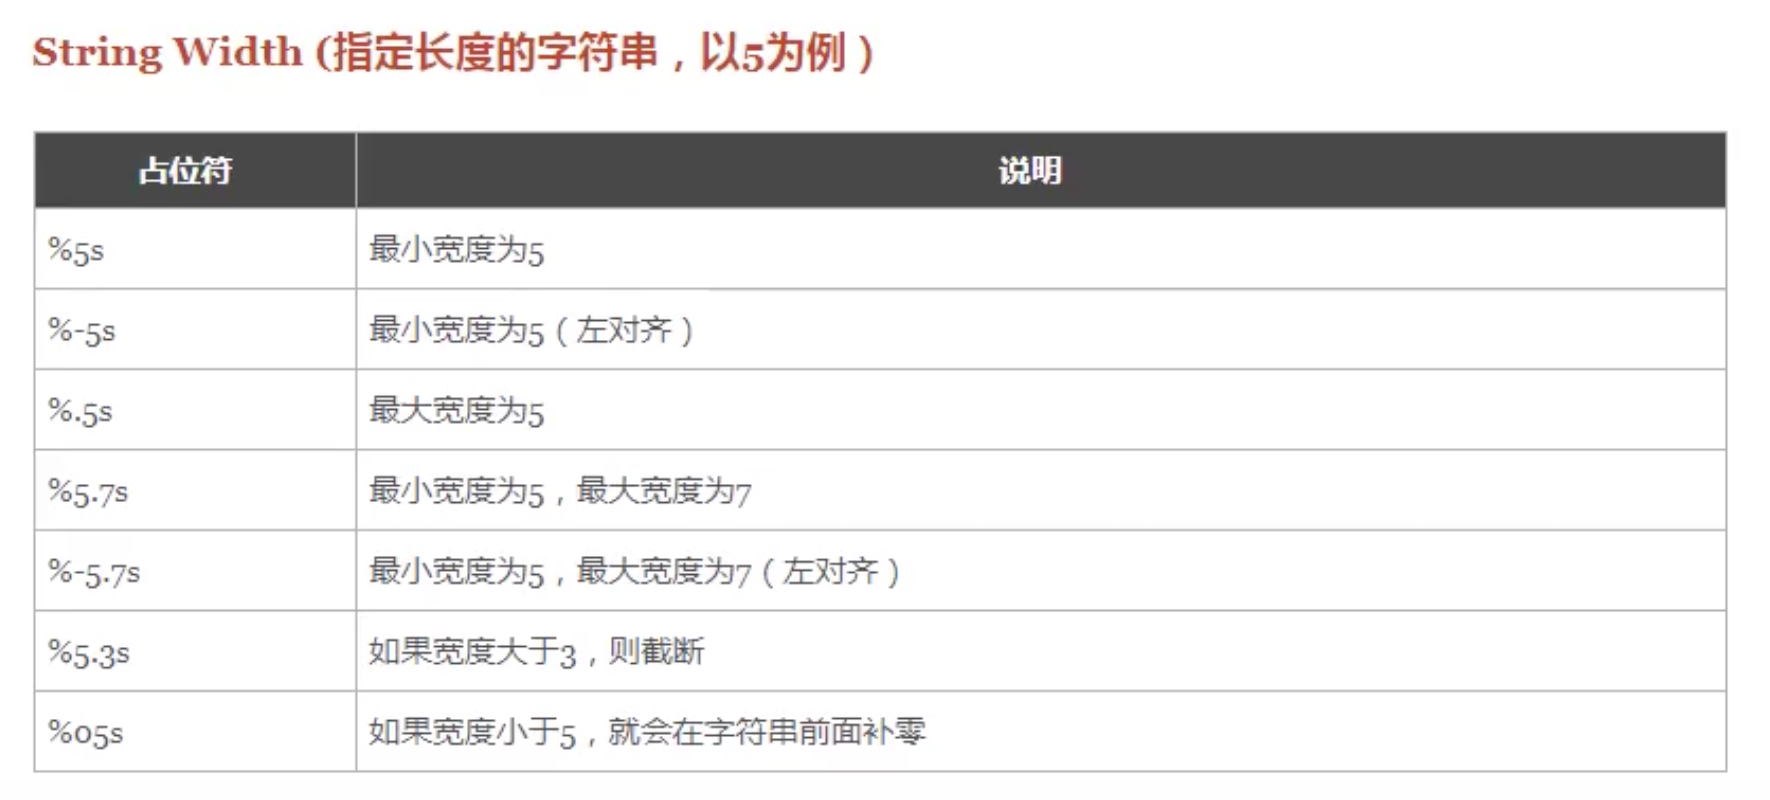 String Width (指定长度的字符串，以5为例）
占位符 说明
%5s 最小宽度为5
%-5s 最小宽度为5（左对齐）
%.5s 最大宽度为5
%5.7s 最小宽度为5，最大宽度为7
%-5.7s 最小宽度为5，最大宽度为7（左对齐）
%5.3s 如果宽度大于3，则截断
%05s 如果宽度小于5，就会在字符串前面补零